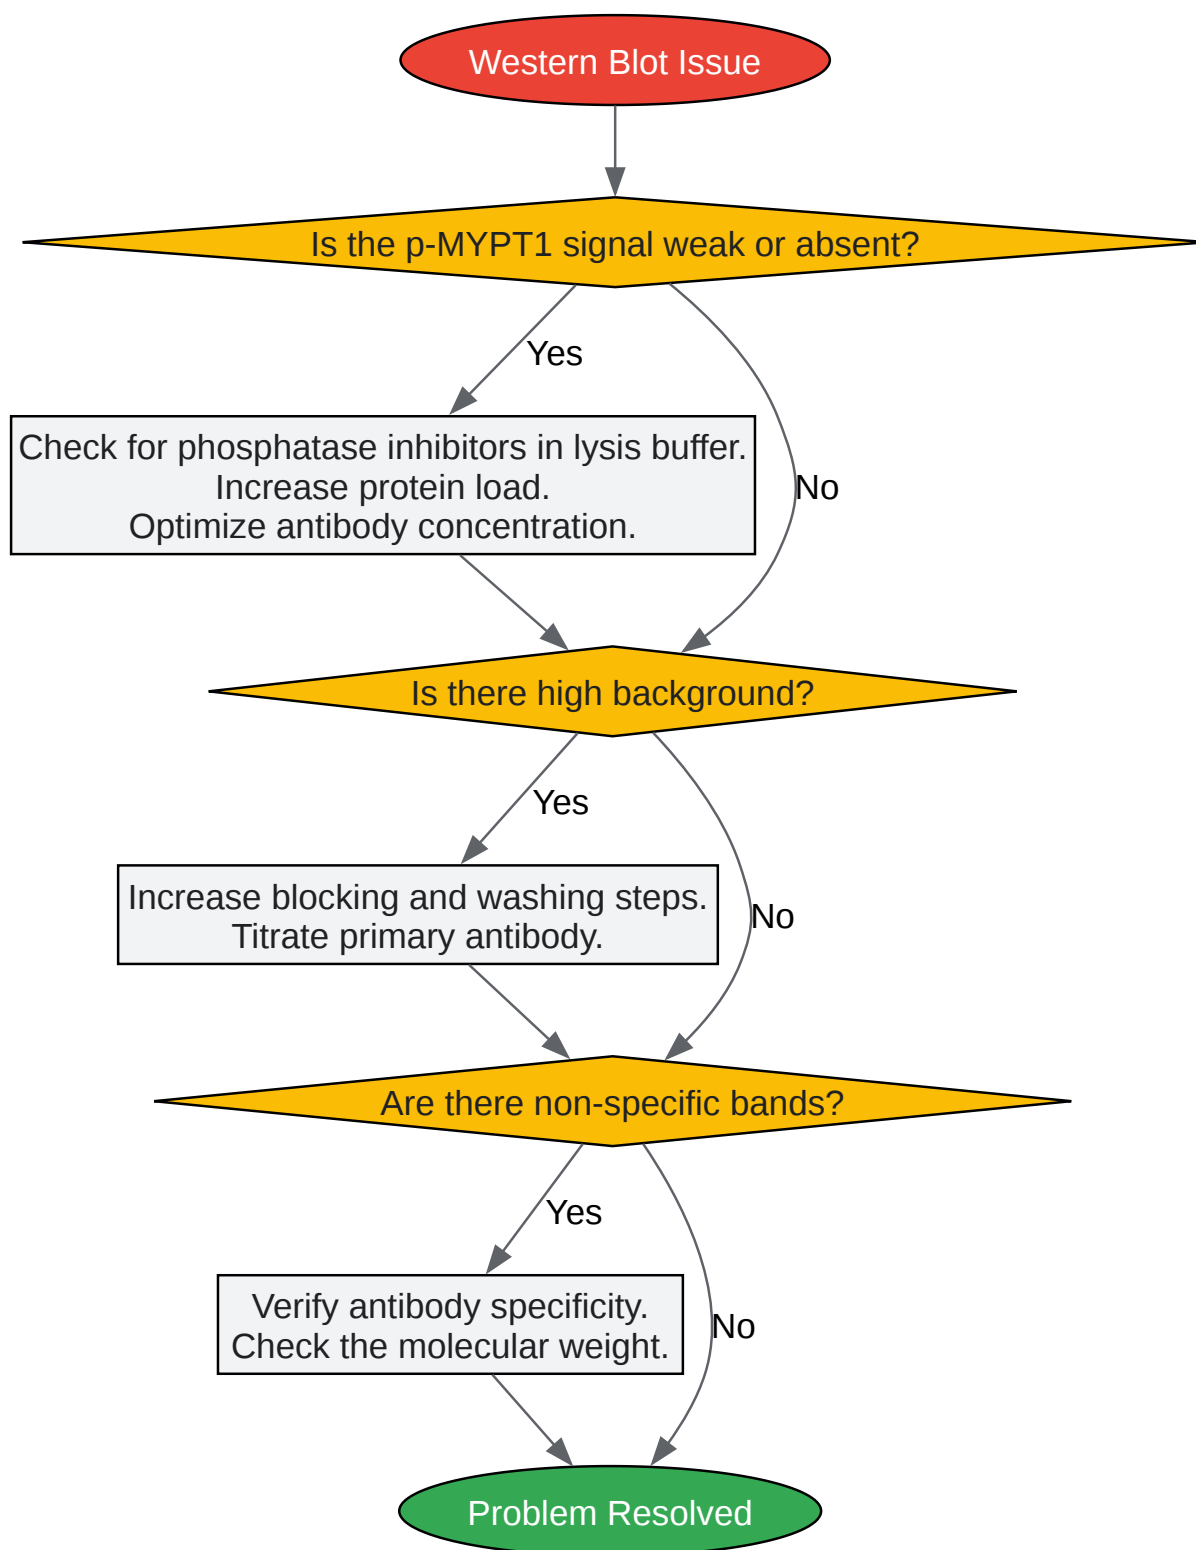 Western Blot Issue
Is the p-MYPT1 signal weak or absent?
Yes
Check for phosphatase inhibitors in lysis buffer.
Increase protein load.
Optimize antibody concentration.
No
Is there high background?
Yes
Increase blocking and washing steps.
Titrate primary antibody.
No
Are there non-specific bands?
Yes
Verify antibody specificity.
Check the molecular weight.
No
Problem Resolved